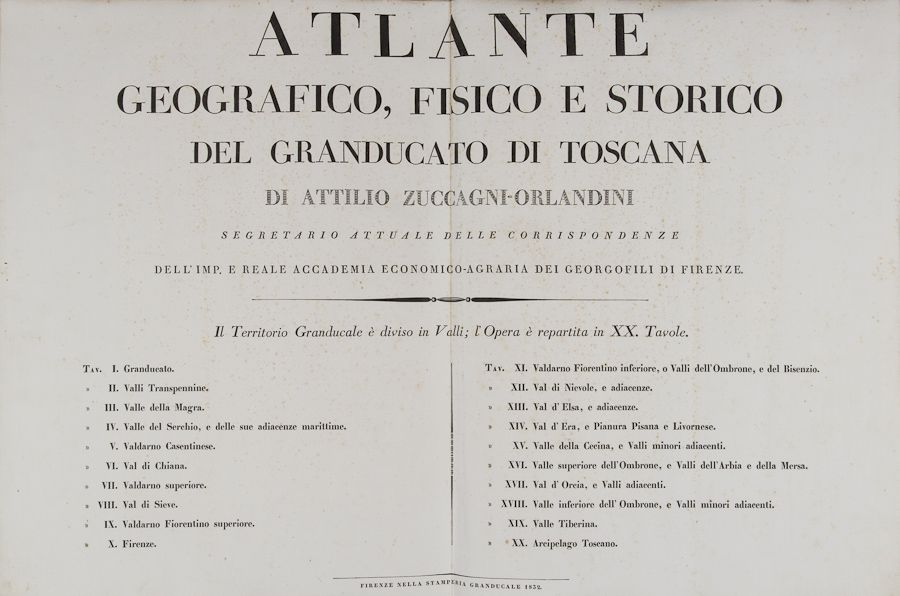 ATLANTE
GEOGRAFICO, FISICO E STORICO
DEL GRANDUCATO DI TOSCANA
DI ATTILIO ZUCCAGNI-ORLANDINI
SEGRETARIO ATTUALE DELLE CORRISPONDENZE
DELL'IMP. E REALE ACCADEMIA ECONOMICO-AGRARIA DEI GEORGOFILI DI FIRENZE.
Il Territorio Granducale è diviso in Valli; l'Opera è repartita in XX. Tavole.
TAV. I. Granducato.
» II. Valli Transpennine.
» III. Valle della Magra.
» IV. Valle del Serchio, e delle sue adiacenze marittime.
» V. Valdarno Casentinese.
» VI. Val di Chiana.
» VII. Valdarno superiore.
» VIII. Val di Sieve.
» IX. Valdarno Fiorentino superiore.
» X. Firenze.
TAV. XI. Valdarno Fiorentino inferiore, o Valli dell'Ombrone, e del Bisenzio.
» XII. Val di Nievole, e adiacenze.
» XIII. Val d'Elsa, e adiacenze.
» XIV. Val d'Era, e Pianura Pisana e Livornese.
» XV. Valle della Cecina, e Valli minori adiacenti.
» XVI. Valle superiore dell'Ombrone, e Valli dell'Arbia e della Mersa.
» XVII. Val d'Orcia, e Valli adiacenti.
» XVIII. Valle inferiore dell'Ombrone, e Valli minori adiacenti.
» XIX. Valle Tiberina.
» XX. Arcipelago Toscano.
FIRENZE NELLA STAMPERIA GRANDUCALE 1832.